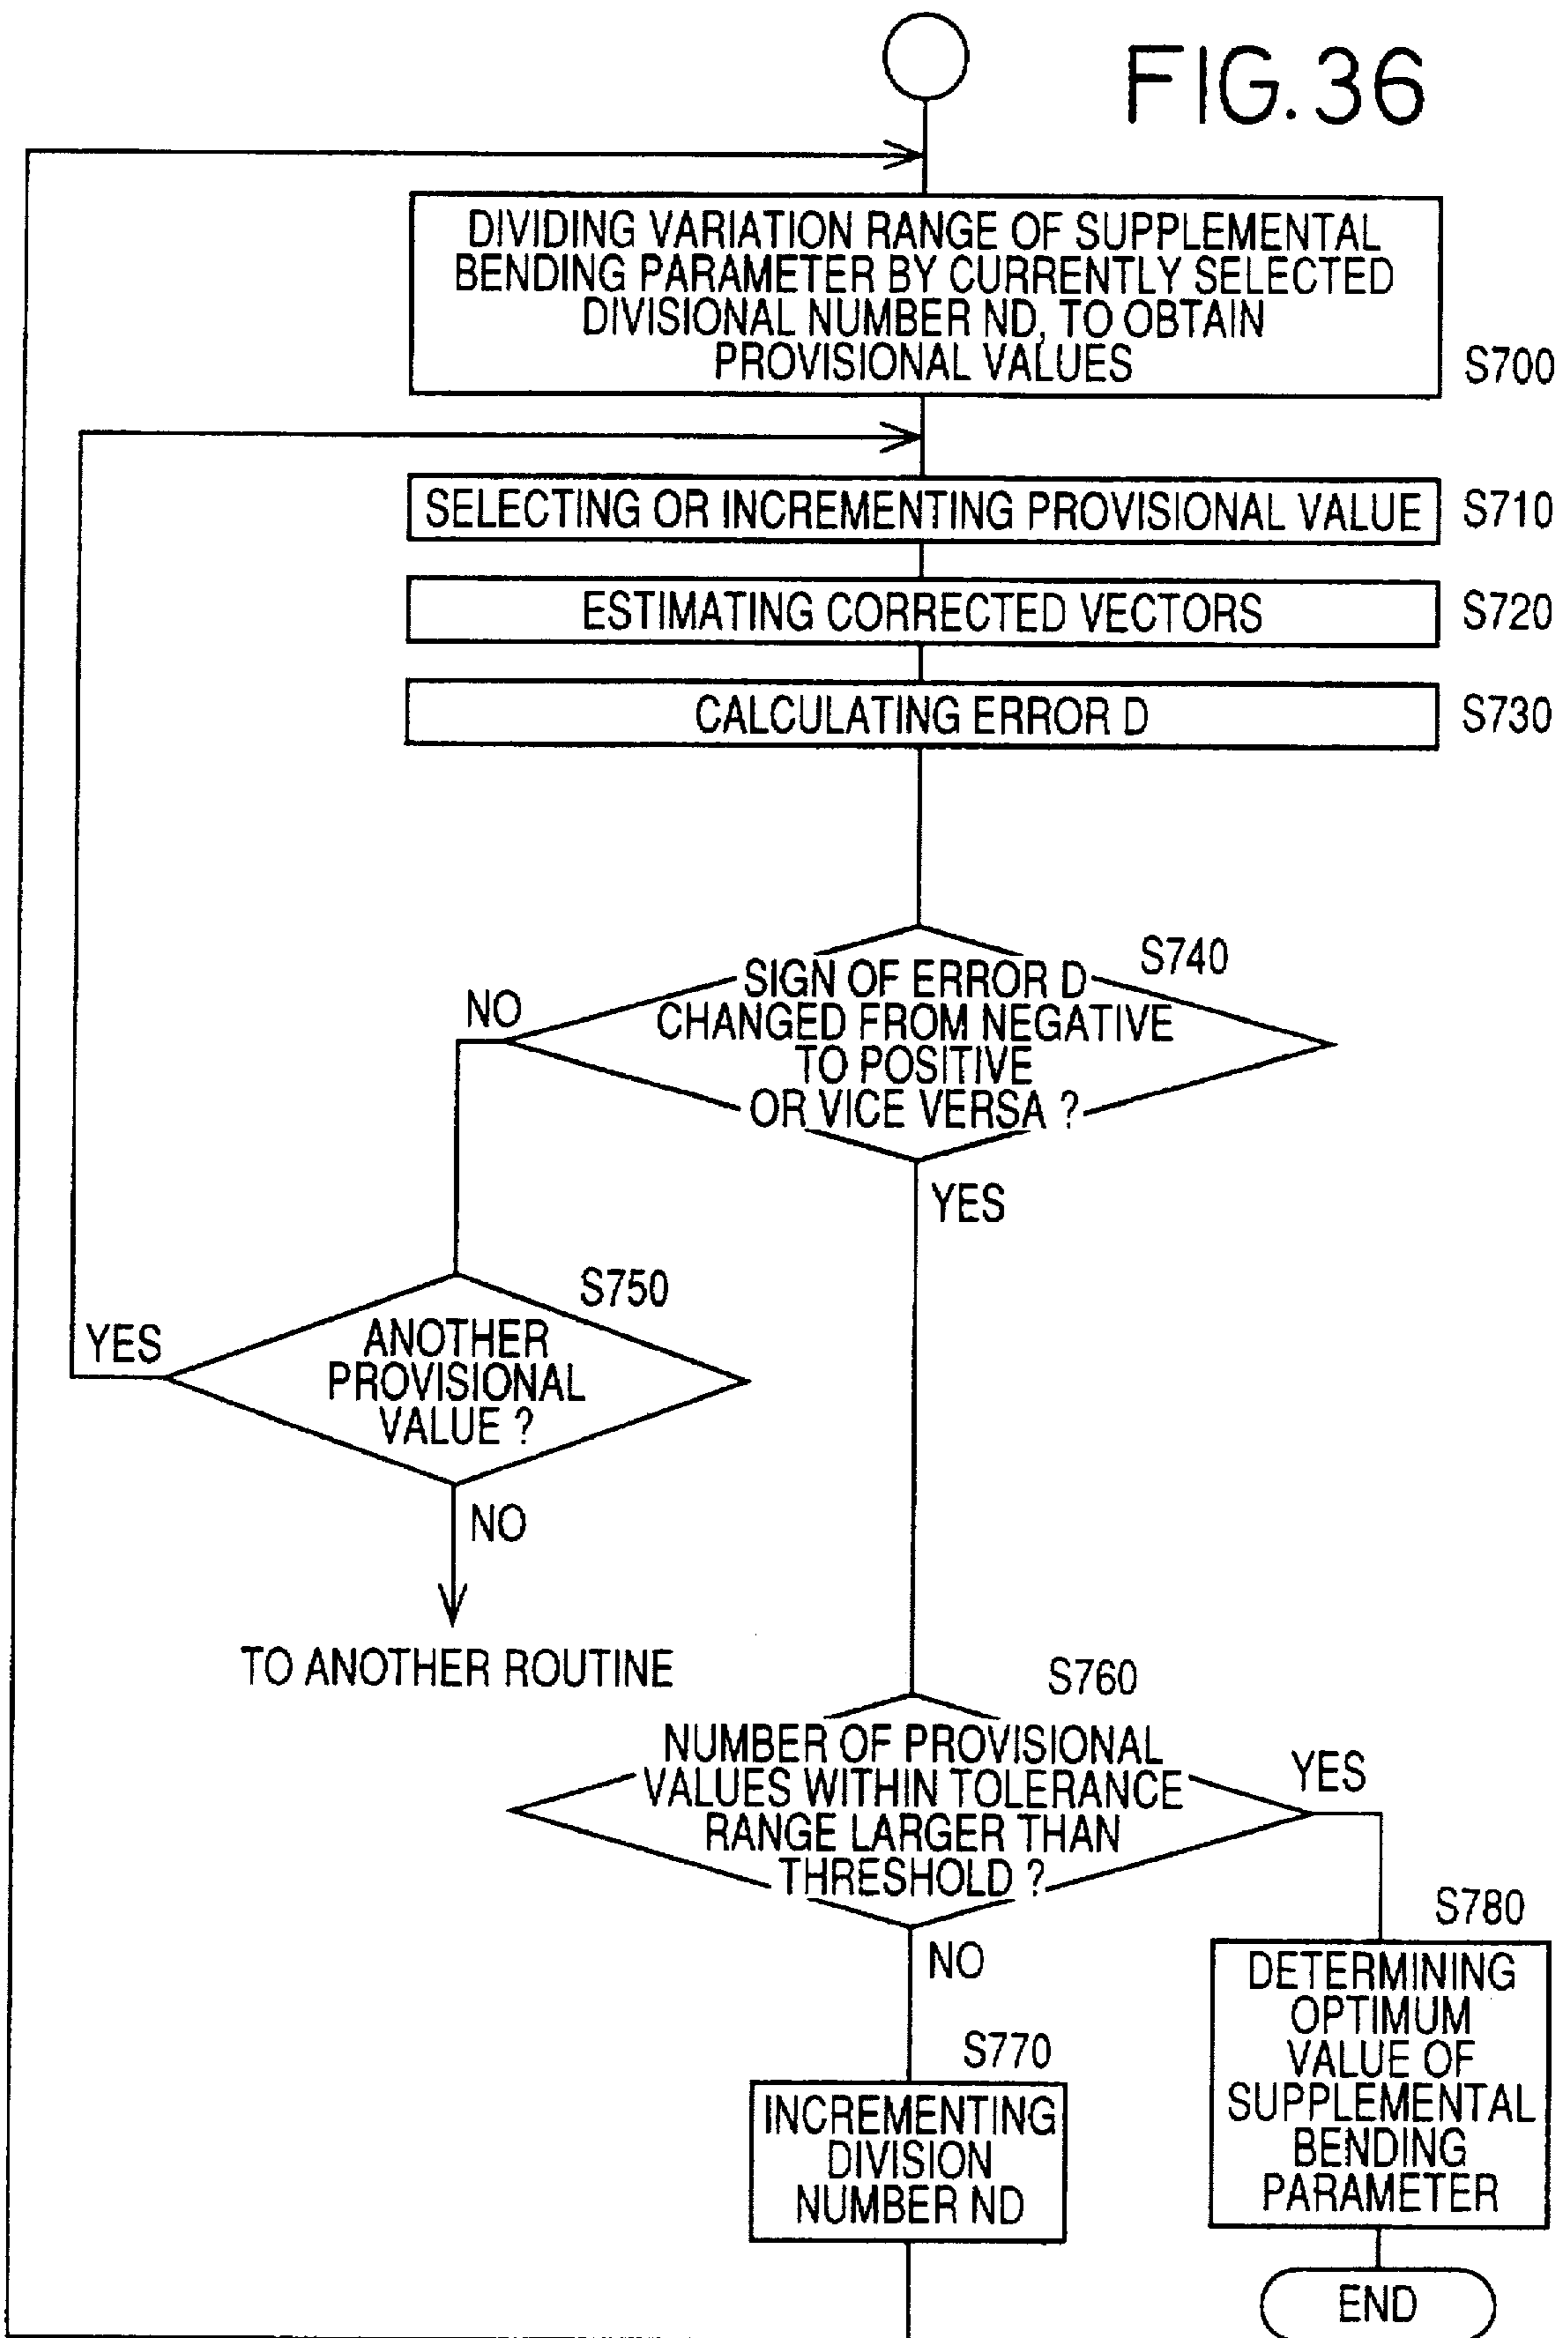 FIG. 36
DIVIDING VARIATION RANGE OF SUPPLEMENTAL
BENDING PARAMETER BY CURRENTLY SELECTED
DIVISIONAL NUMBER ND, TO OBTAIN
PROVISIONAL VALUES
S700
SELECTING OR INCREMENTING PROVISIONAL VALUE
S710
ESTIMATING CORRECTED VECTORS
S720
CALCULATING ERROR D
S730
S740
SIGN OF ERROR D
CHANGED FROM NEGATIVE
TO POSITIVE
OR VICE VERSA ?
NO
YES
S750
ANOTHER
PROVISIONAL
VALUE ?
YES
NO
TO ANOTHER ROUTINE
S760
NUMBER OF PROVISIONAL
VALUES WITHIN TOLERANCE
RANGE LARGER THAN
THRESHOLD ?
YES
NO
S770
INCREMENTING
DIVISION
NUMBER ND
S780
DETERMINING
OPTIMUM
VALUE OF
SUPPLEMENTAL
BENDING
PARAMETER
END